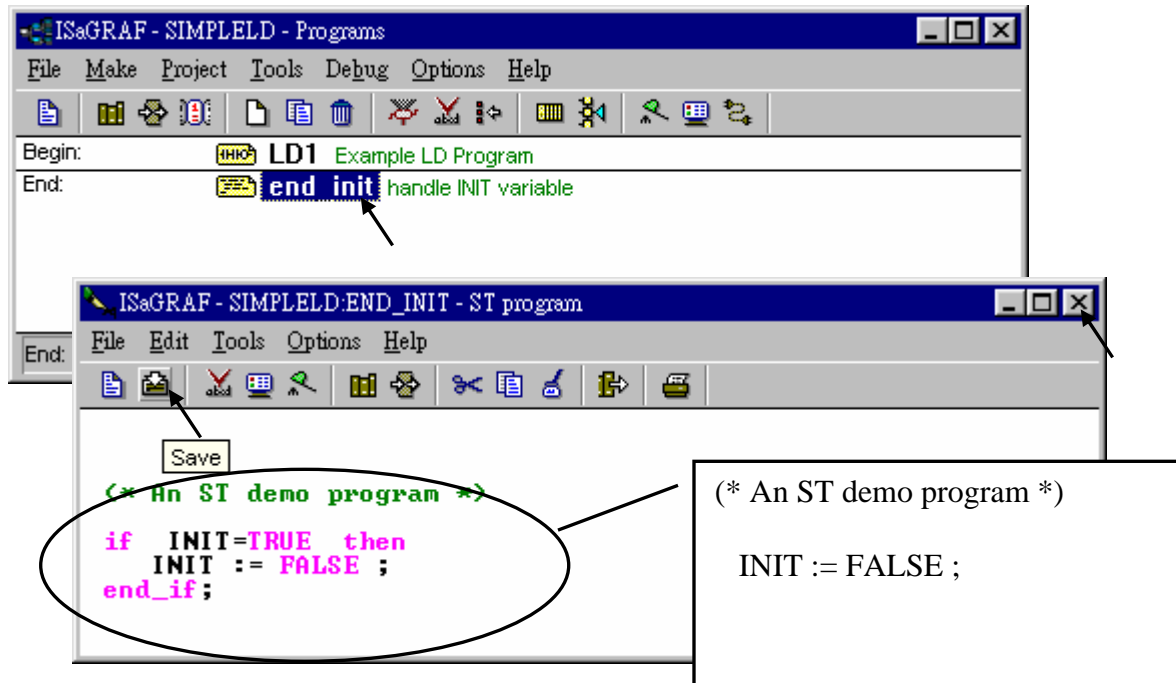 ISaGRAF - SIMPLELD - Programs
File Make Project Tools Debug Options Help
Begin: LD1 Example LD Program
End: end init handle INIT variable
End:
ISaGRAF - SIMPLELD:END_INIT - ST program
File Edit Tools Options Help
Save
(* An ST demo program *)
if INIT=TRUE then
INIT := FALSE ;
end_if;
(* An ST demo program *)
INIT := FALSE ;